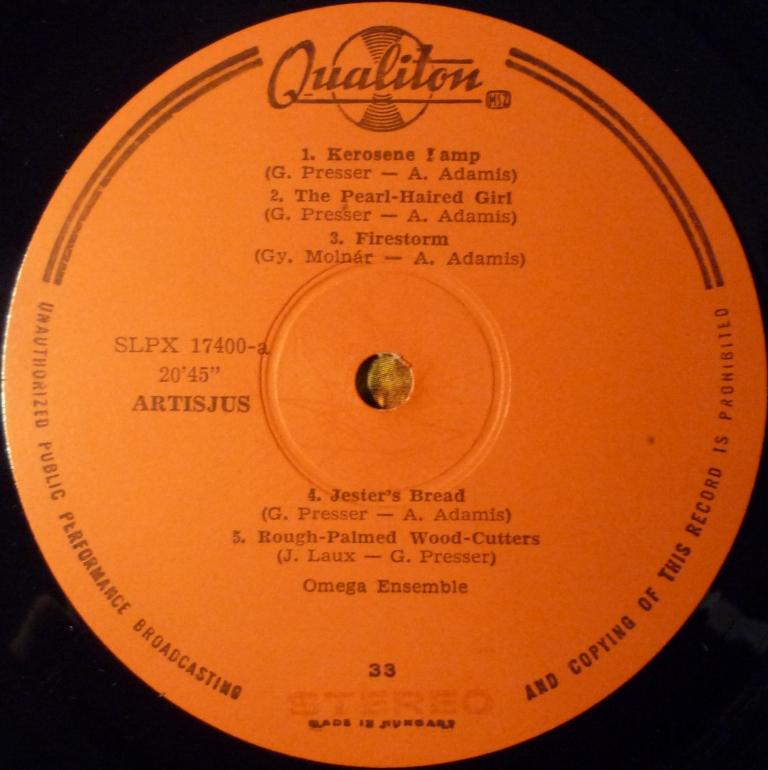 Qualiton
MSZ
1. Kerosene Lamp
(G. Presser — A. Adamis)
2. The Pearl-Haired Girl
(G. Presser — A. Adamis)
3. Firestorm
(Gy. Molnár — A. Adamis)
SLPX 17400-a
20'45"
ARTISJUS
4. Jester's Bread
(G. Presser — A. Adamis)
5. Rough-Palmed Wood-Cutters
(J. Laux — G. Presser)
Omega Ensemble
33
STEREO
MADE IN HUNGARY
UNAUTHORIZED PUBLIC PERFORMANCE BROADCASTING AND COPYING OF THIS RECORD IS PROHIBITED